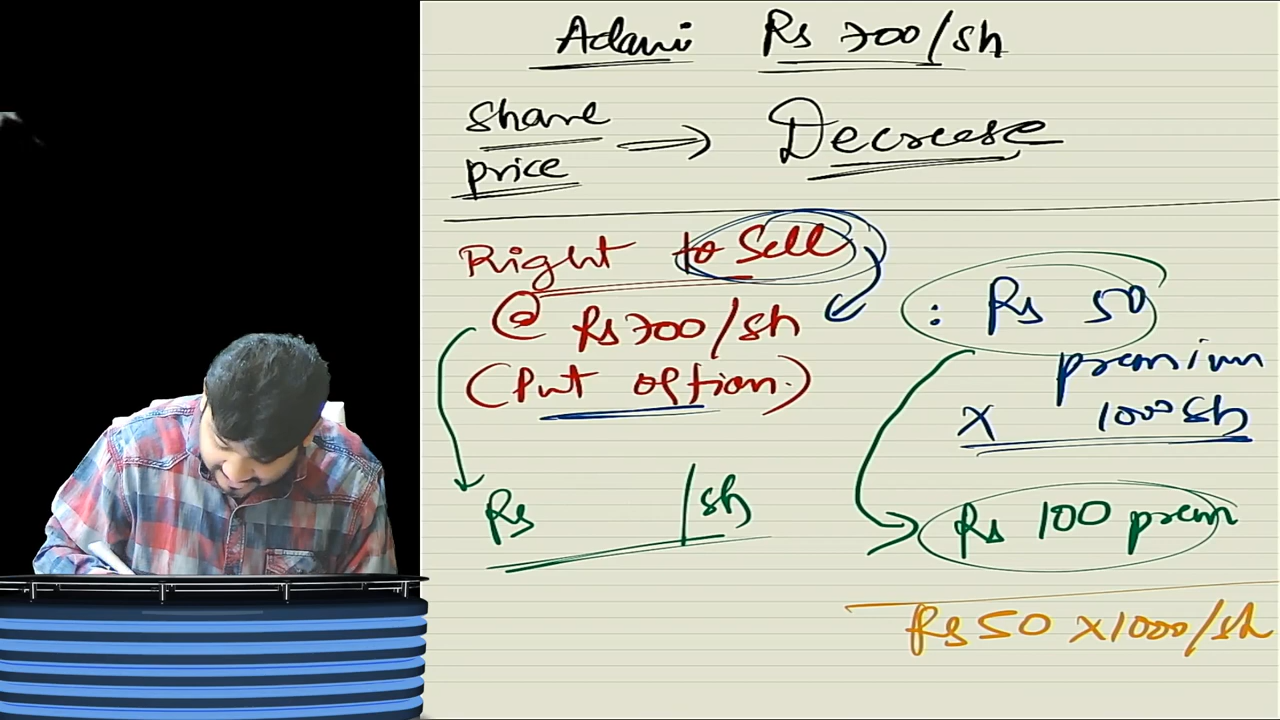 Adani Rs 700/sh
Share
price ⇒ Decrease
Right to Sell
@ Rs 700/sh
(Put option.)
: Rs 50
premium
x 1000 sh
Rs /sh
Rs 100 prem
Rs 50 x 1000/sh